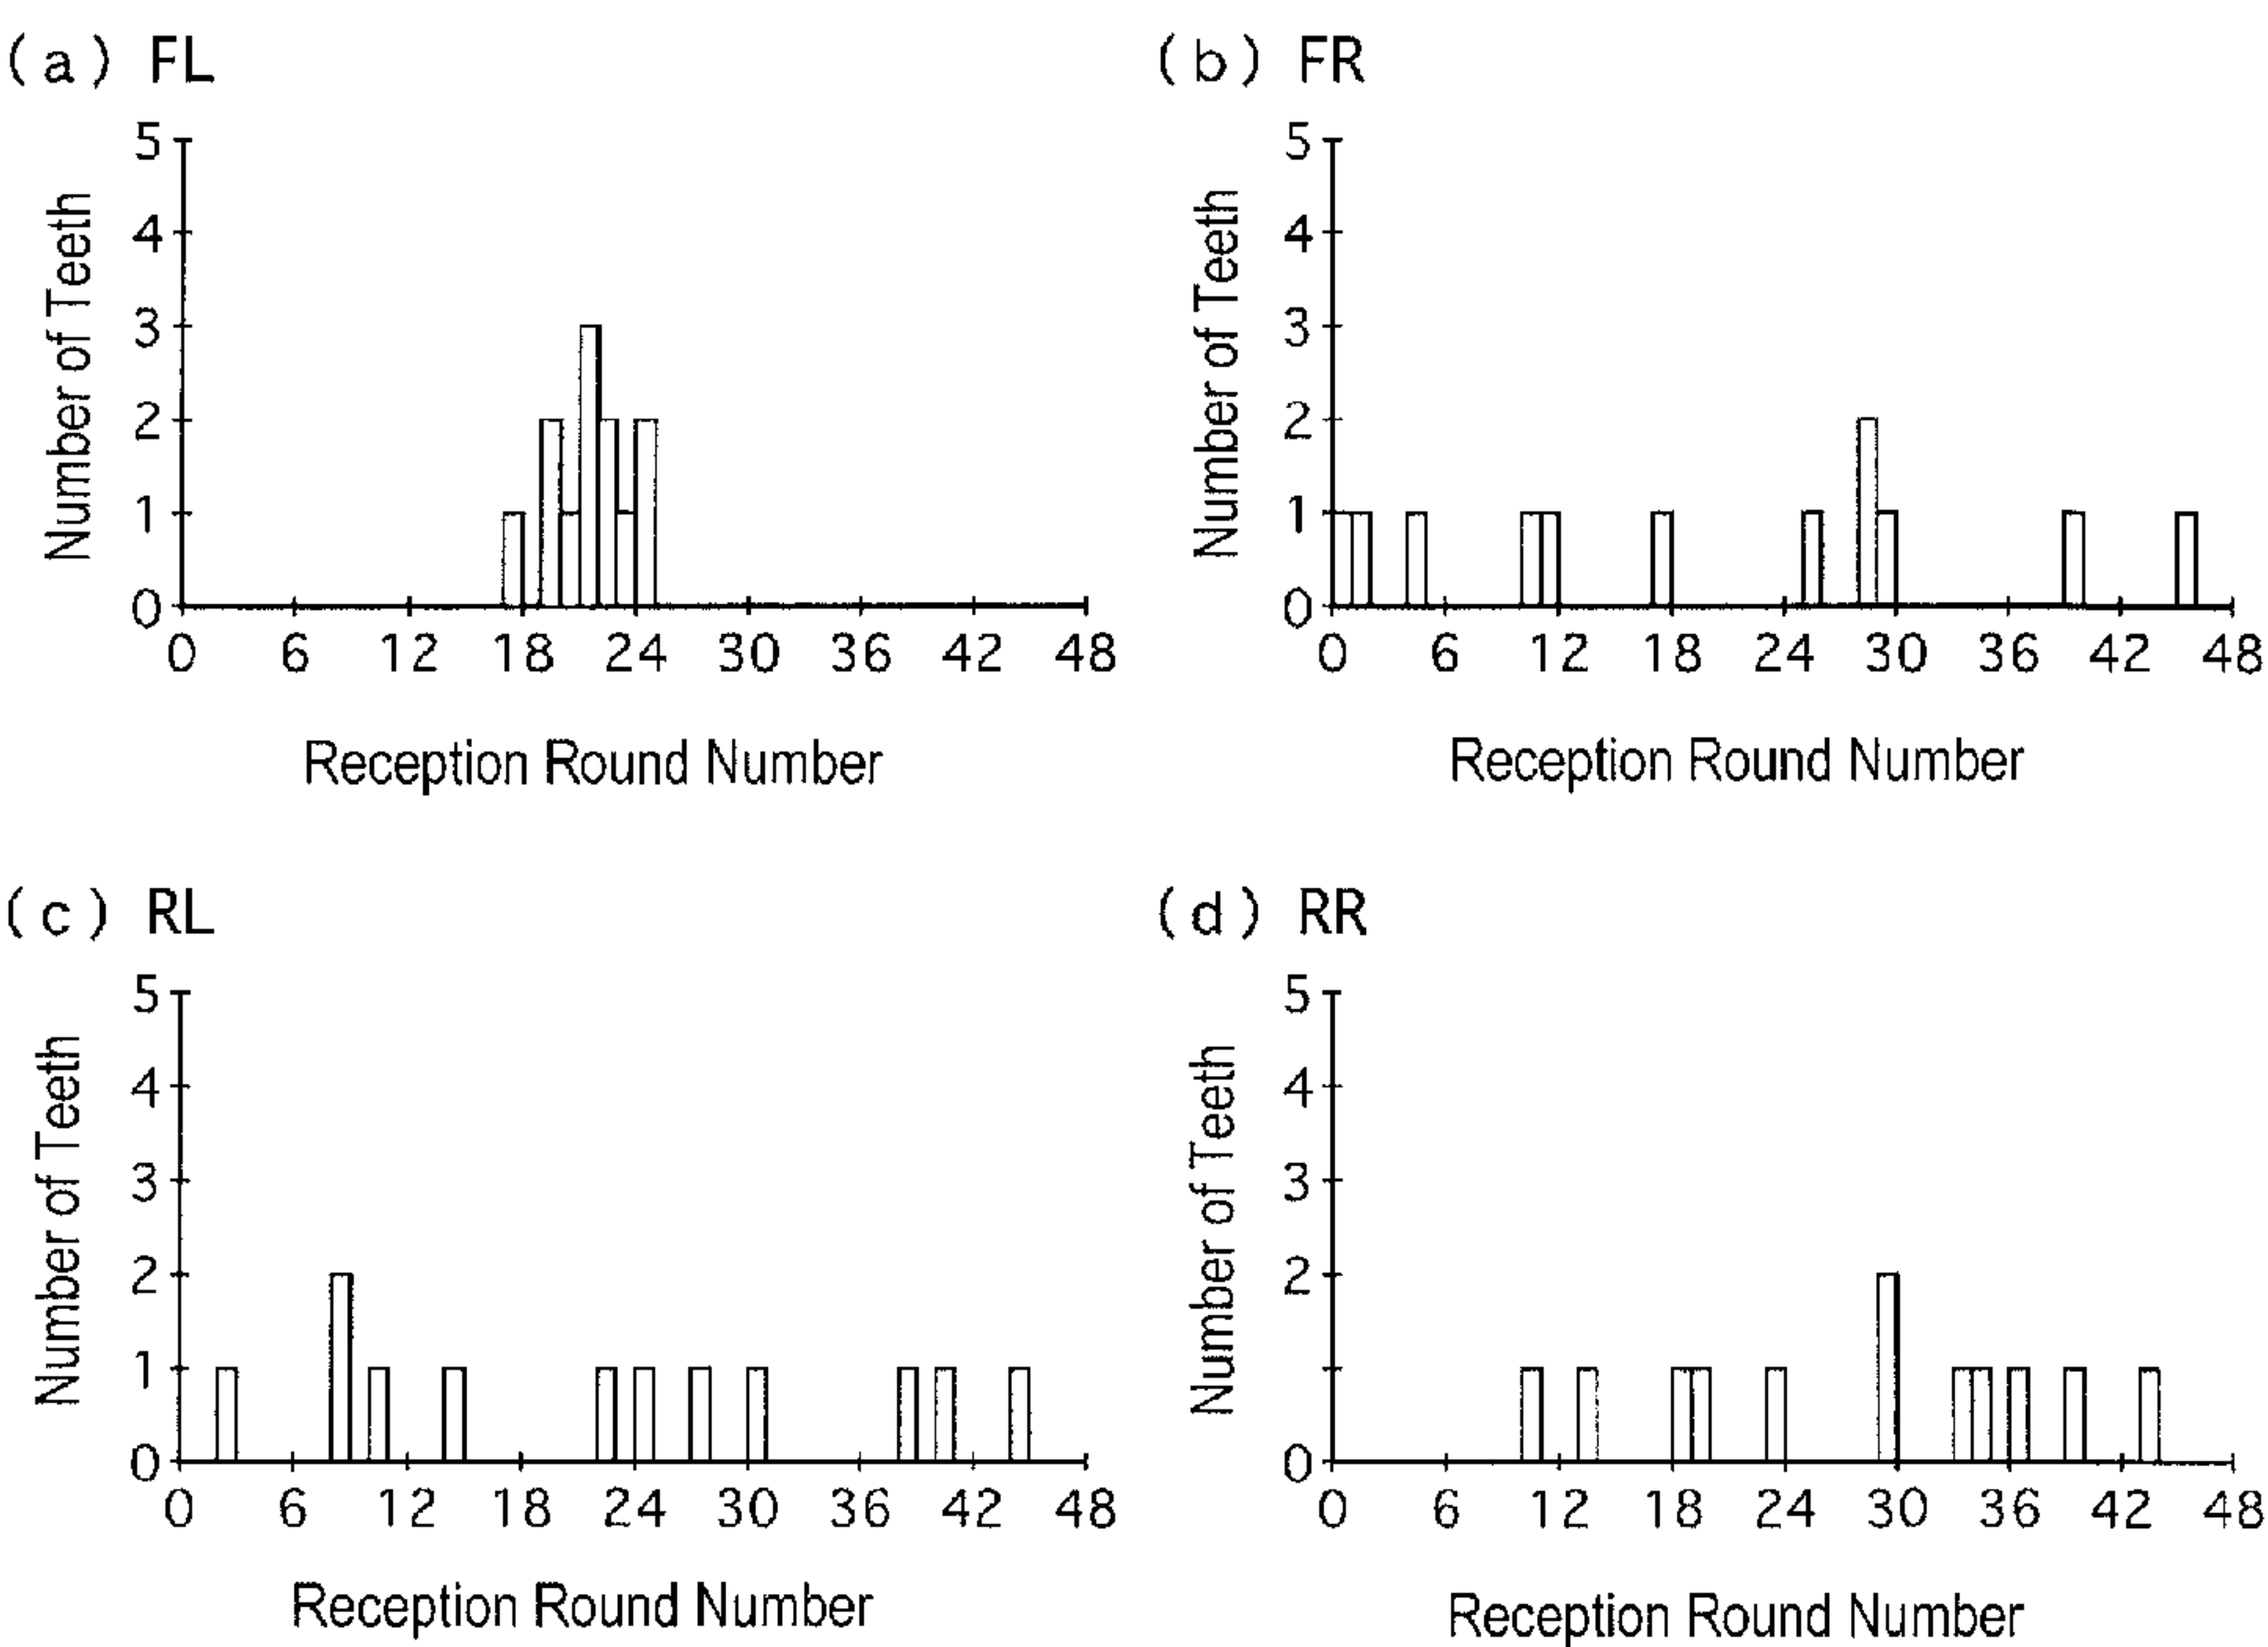 (a) FL
Number of Teeth
5
4
3
2
1
0
0 6 12 18 24 30 36 42 48
Reception Round Number
(b) FR
Number of Teeth
5
4
3
2
1
0
0 6 12 18 24 30 36 42 48
Reception Round Number
(c) RL
Number of Teeth
5
4
3
2
1
0
0 6 12 18 24 30 36 42 48
Reception Round Number
(d) RR
Number of Teeth
5
4
3
2
0
0 6 12 18 24 30 36 42 48
Reception Round Number